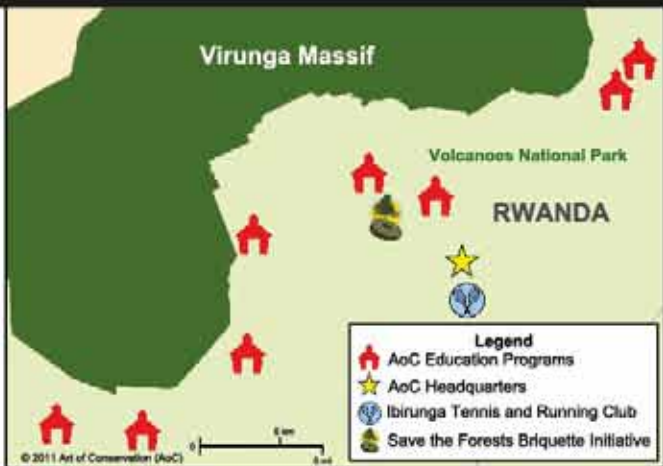 Virunga Massif
Volcanoes National Park
RWANDA
Legend
AoC Education Programs
AoC Headquarters
Ibirunga Tennis and Running Club
Save the Forests Briquette Initiative
© 2011 Art of Conservation (AoC)
0